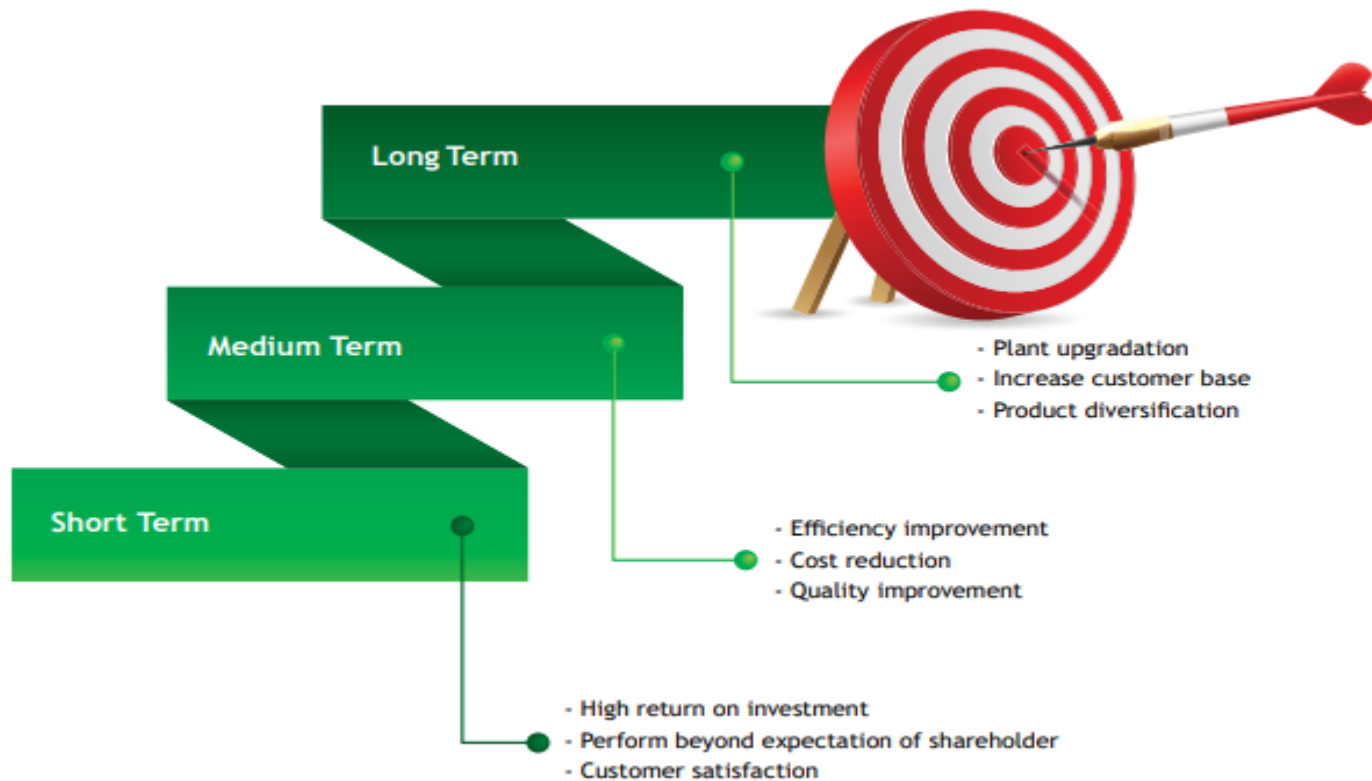 Long Term
- Plant upgradation
- Increase customer base
- Product diversification
Medium Term
- Efficiency improvement
- Cost reduction
- Quality improvement
Short Term
- High return on investment
- Perform beyond expectation of shareholder
- Customer satisfaction